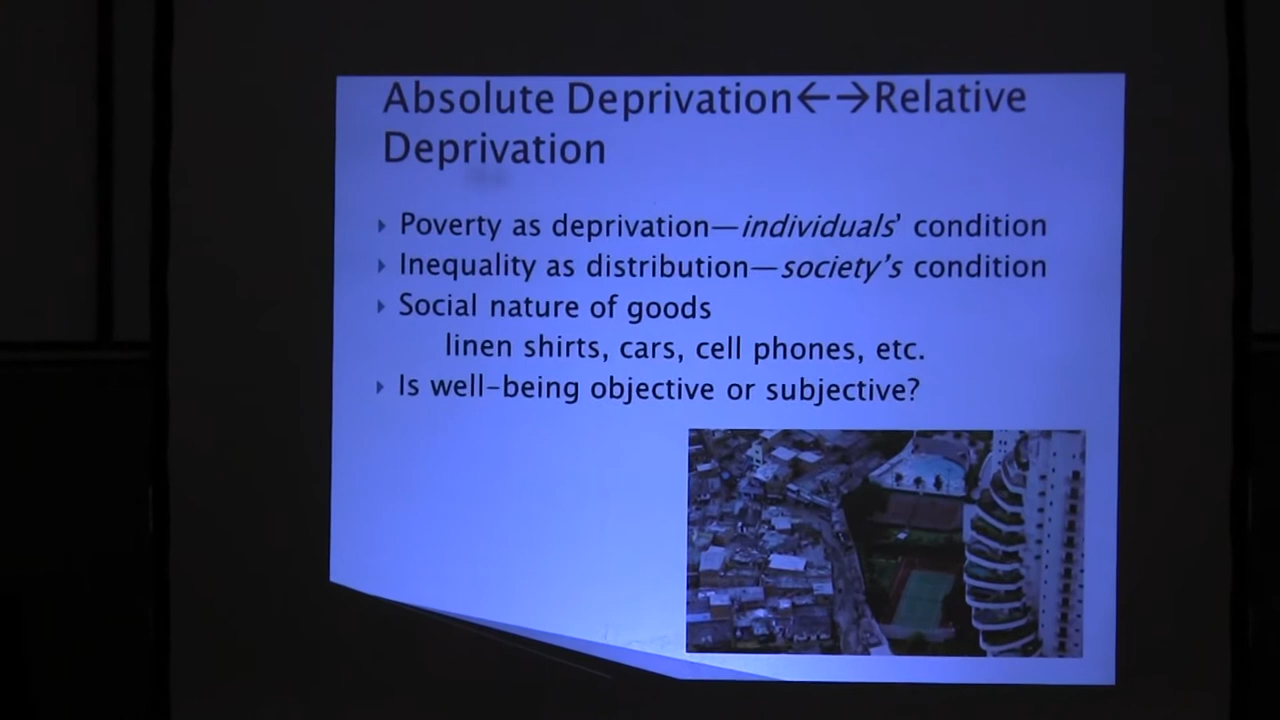 Absolute Deprivation←→Relative
Deprivation
Poverty as deprivation—individuals' condition
Inequality as distribution—society's condition
Social nature of goods
linen shirts, cars, cell phones, etc.
Is well-being objective or subjective?